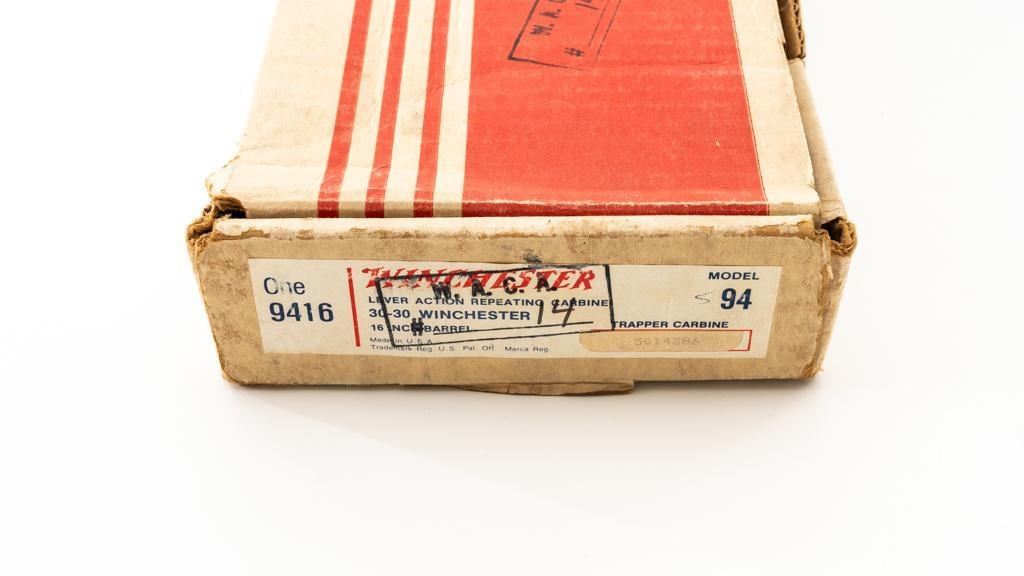 W. A. C.
#
One
9416
WINCHESTER
LEVER ACTION REPEATING CARBINE
30-30 WINCHESTER
16 INCH BARREL
Made in U.S.A.
Trademark Reg. U.S. Pat. Off. Marca Reg.
W. A. C. A.
# 14
MODEL
94
TRAPPER CARBINE
5014386